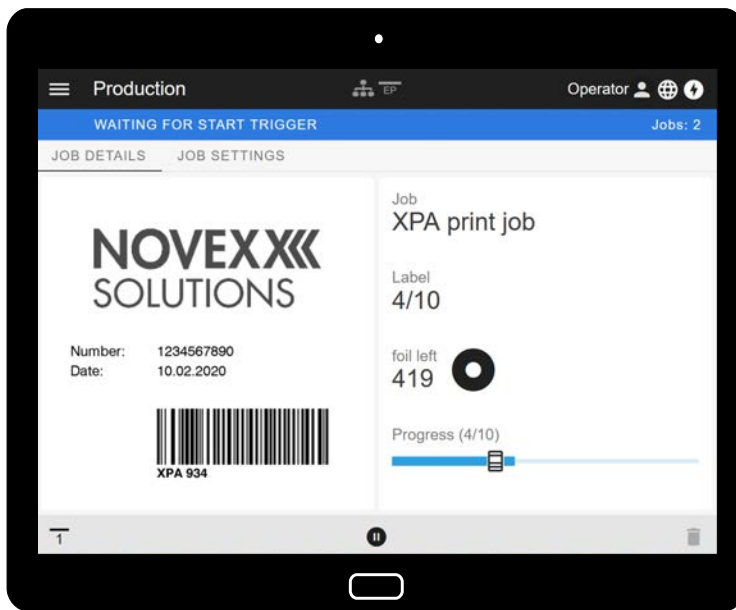 Production
EP
Operator
WAITING FOR START TRIGGER
Jobs: 2
JOB DETAILS
JOB SETTINGS
NOVEXX
SOLUTIONS
Number: 1234567890
Date: 10.02.2020
XPA 934
Job
XPA print job
Label
4/10
foil left
419
Progress (4/10)
1